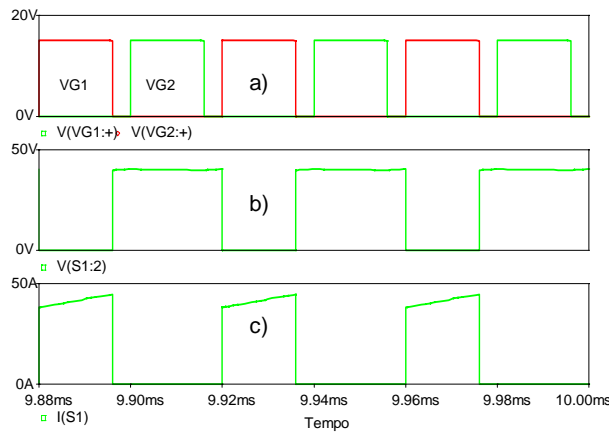 20V
VG1 VG2 a)
0V
V(VG1:+) V(VG2:+)
50V
b)
0V
V(S1:2)
50A
c)
0A
9.88ms 9.90ms 9.92ms 9.94ms 9.96ms 9.98ms 10.00ms
I(S1) Tempo